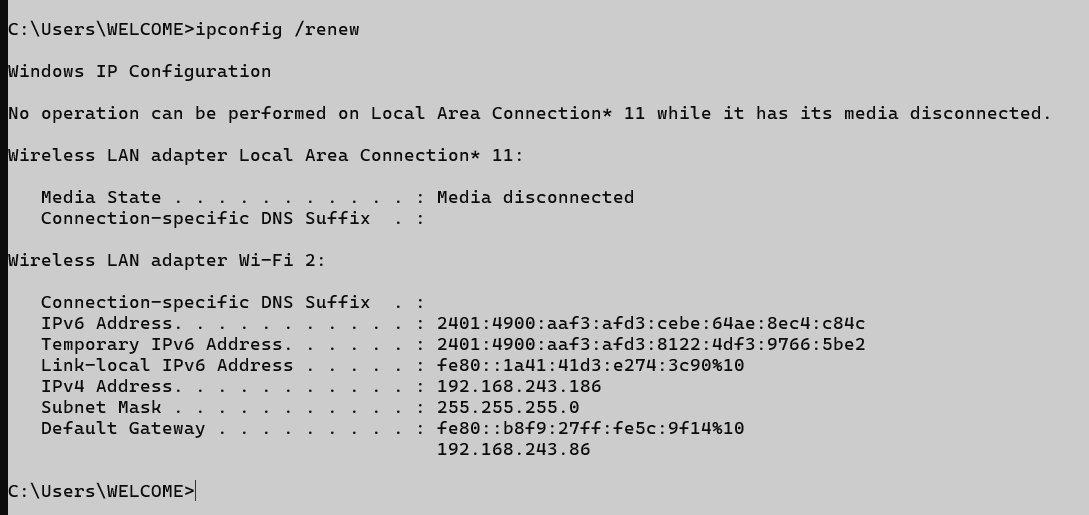 C:\Users\WELCOME>ipconfig /renew
Windows IP Configuration
No operation can be performed on Local Area Connection* 11 while it has its media disconnected.
Wireless LAN adapter Local Area Connection* 11:
   Media State . . . . . . . . . . . : Media disconnected
   Connection-specific DNS Suffix  . :
Wireless LAN adapter Wi-Fi 2:
   Connection-specific DNS Suffix  . :
   IPv6 Address. . . . . . . . . . . : 2401:4900:aaf3:afd3:cebe:64ae:8ec4:c84c
   Temporary IPv6 Address. . . . . . : 2401:4900:aaf3:afd3:8122:4df3:9766:5be2
   Link-local IPv6 Address . . . . . : fe80::1a41:41d3:e274:3c90%10
   IPv4 Address. . . . . . . . . . . : 192.168.243.186
   Subnet Mask . . . . . . . . . . . : 255.255.255.0
   Default Gateway . . . . . . . . . : fe80::b8f9:27ff:fe5c:9f14%10
                                       192.168.243.86
C:\Users\WELCOME>